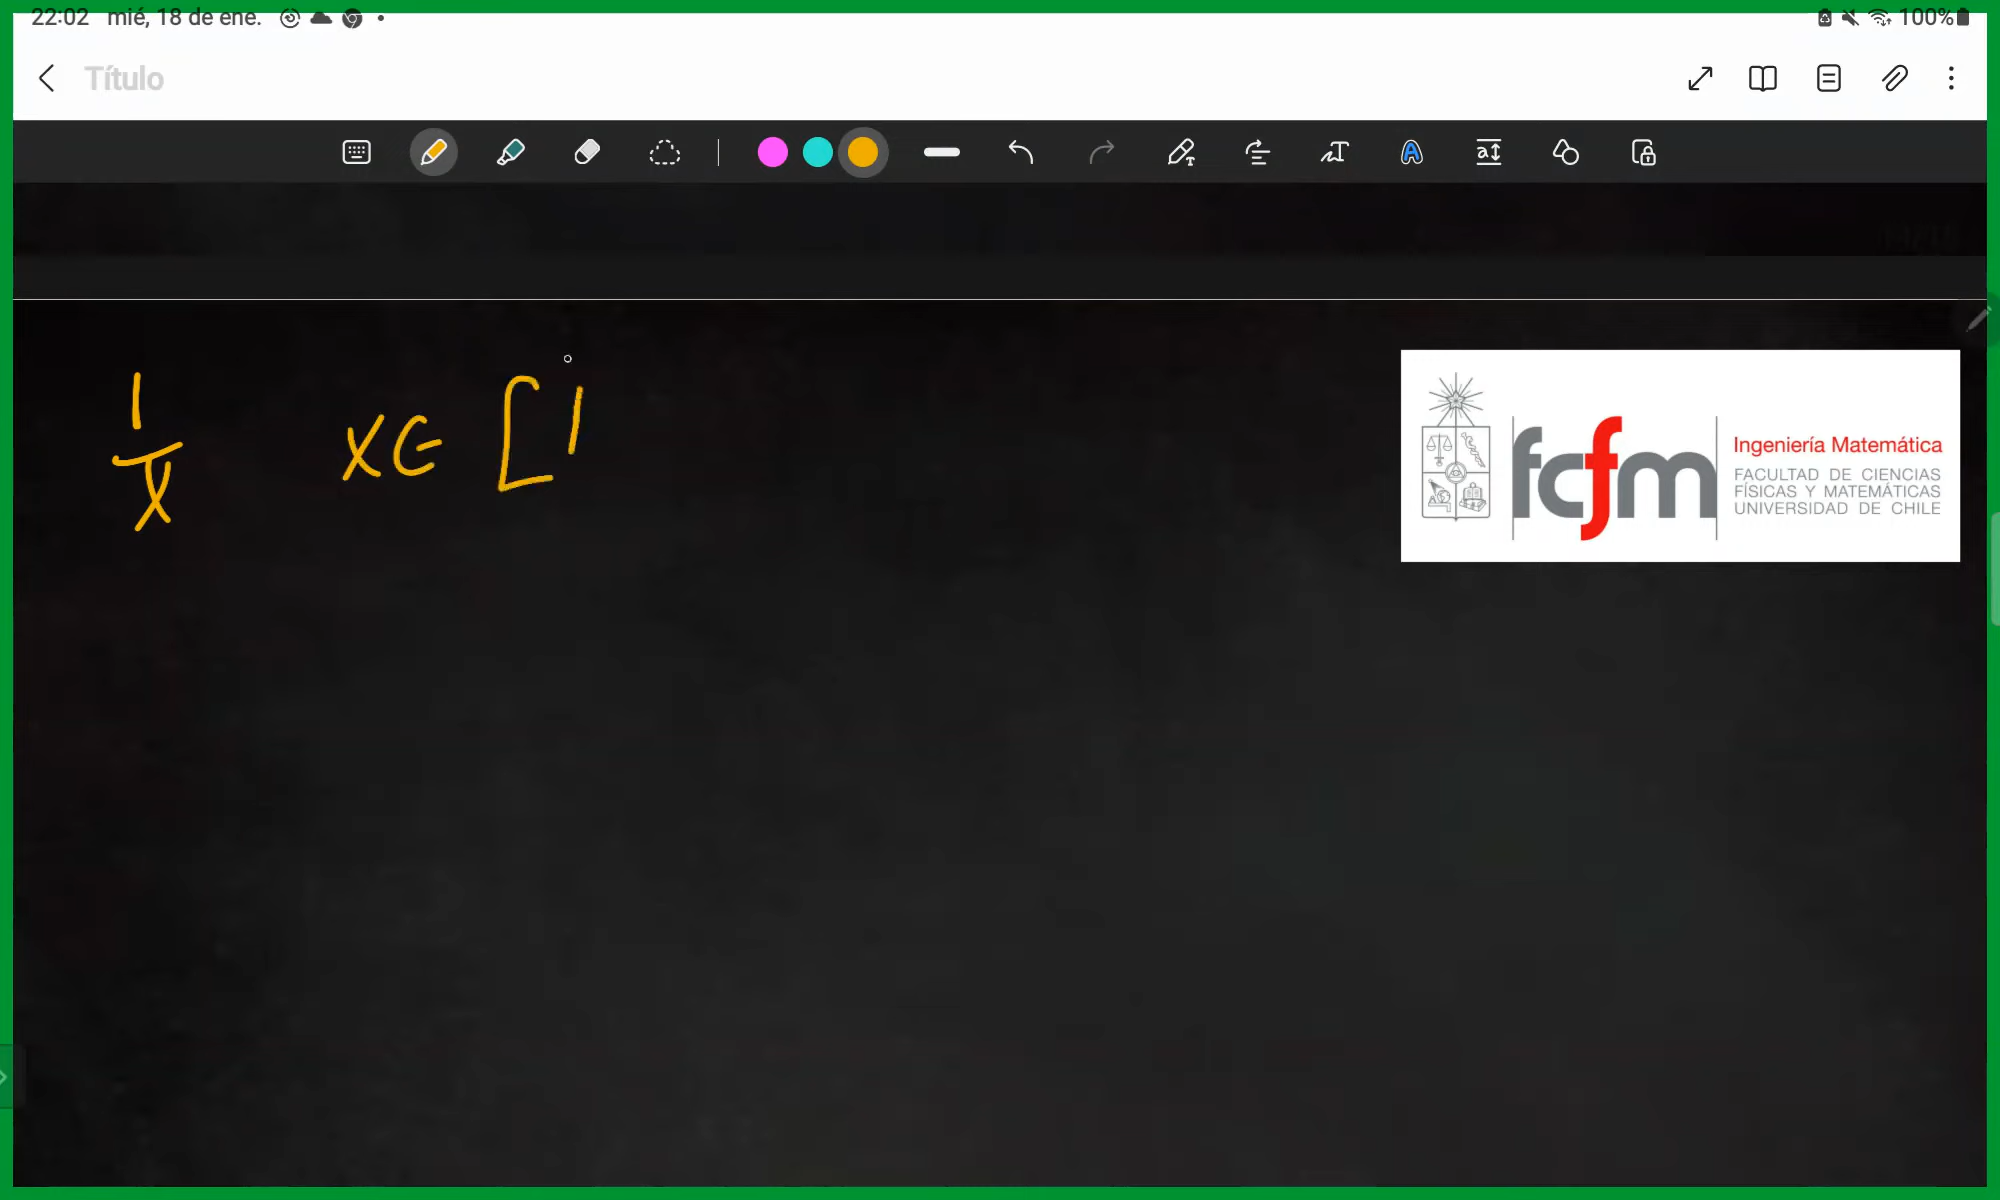 22:02 mié, 18 de ene. 100%
Título
1/x x∈ [1
fcfm
Ingeniería Matemática
FACULTAD DE CIENCIAS
FÍSICAS Y MATEMÁTICAS
UNIVERSIDAD DE CHILE